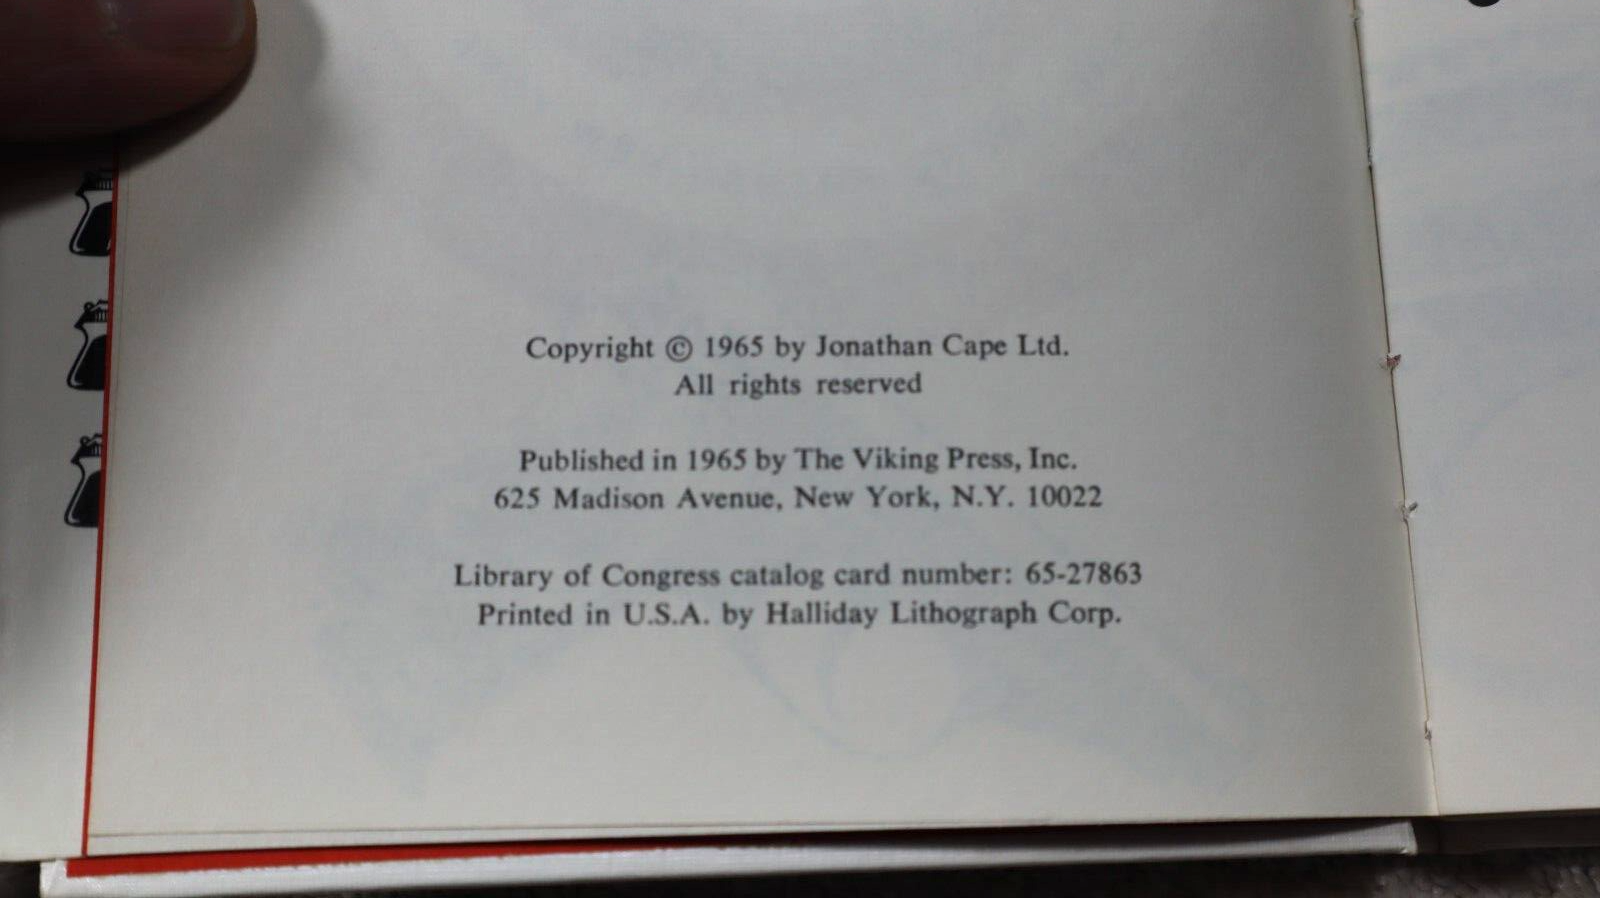 Copyright © 1965 by Jonathan Cape Ltd.
All rights reserved
Published in 1965 by The Viking Press, Inc.
625 Madison Avenue, New York, N.Y. 10022
Library of Congress catalog card number: 65-27863
Printed in U.S.A. by Halliday Lithograph Corp.